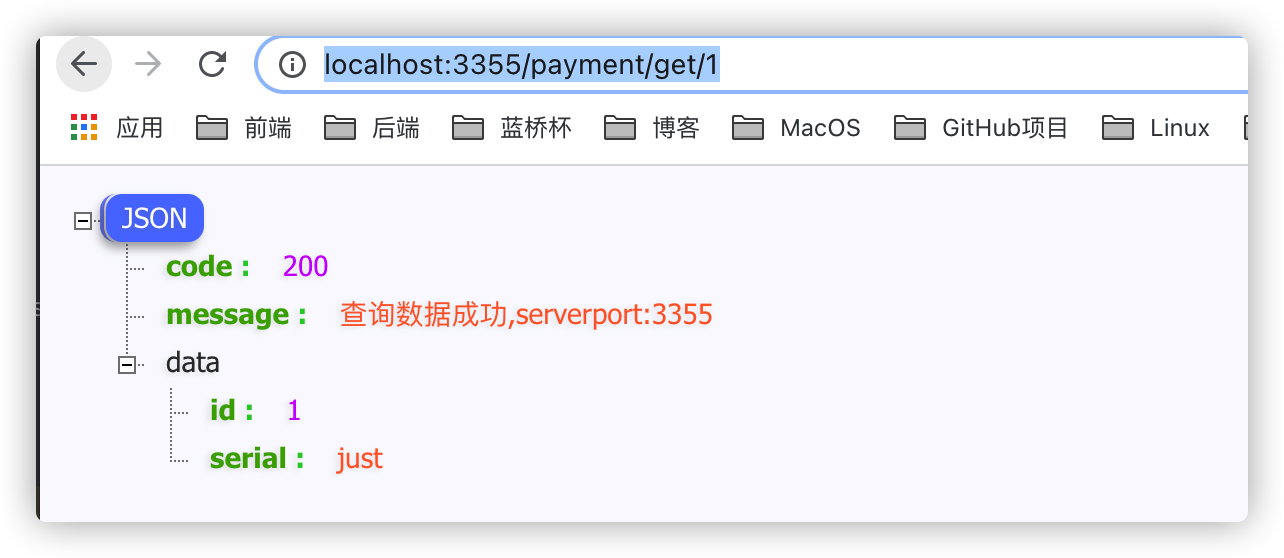 localhost:3355/payment/get/1
应用 前端 后端 蓝桥杯 博客 MacOS GitHub项目 Linux
JSON
code : 200
message : 查询数据成功,serverport:3355
data
id : 1
serial : just